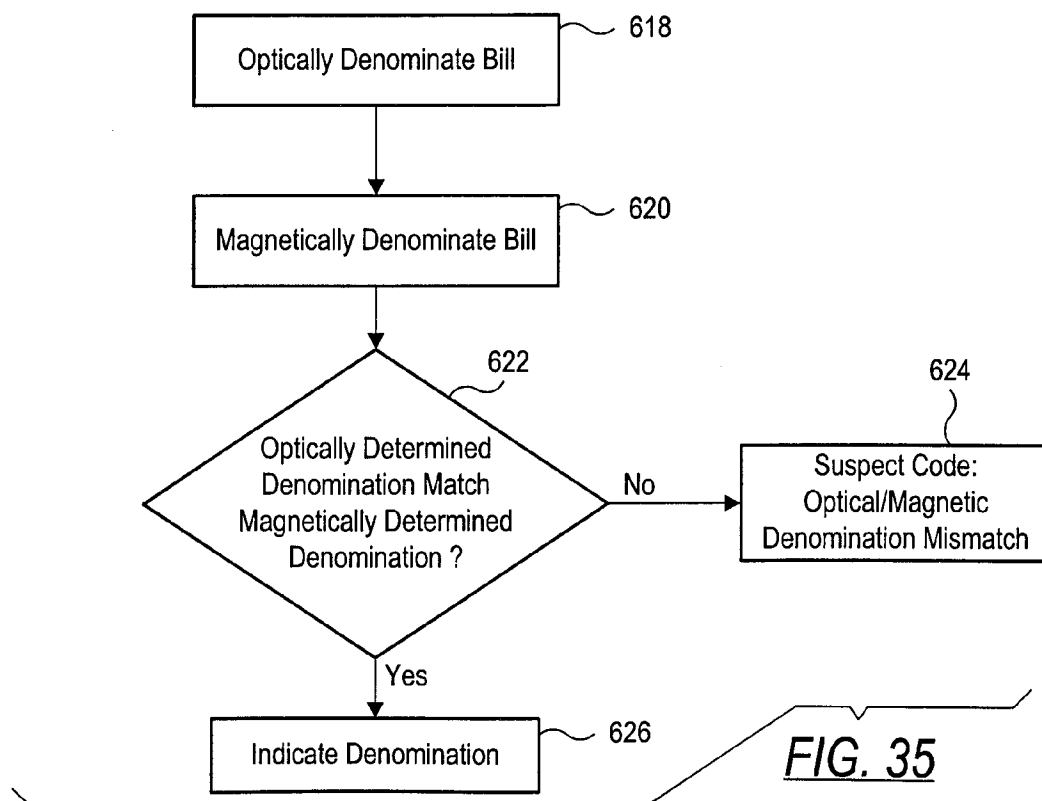 618
Optically Denominate Bill
620
Magnetically Denominate Bill
622
Optically Determined
Denomination Match
Magnetically Determined
Denomination ?
No
624
Suspect Code:
Optical/Magnetic
Denomination Mismatch
Yes
626
Indicate Denomination
FIG. 35